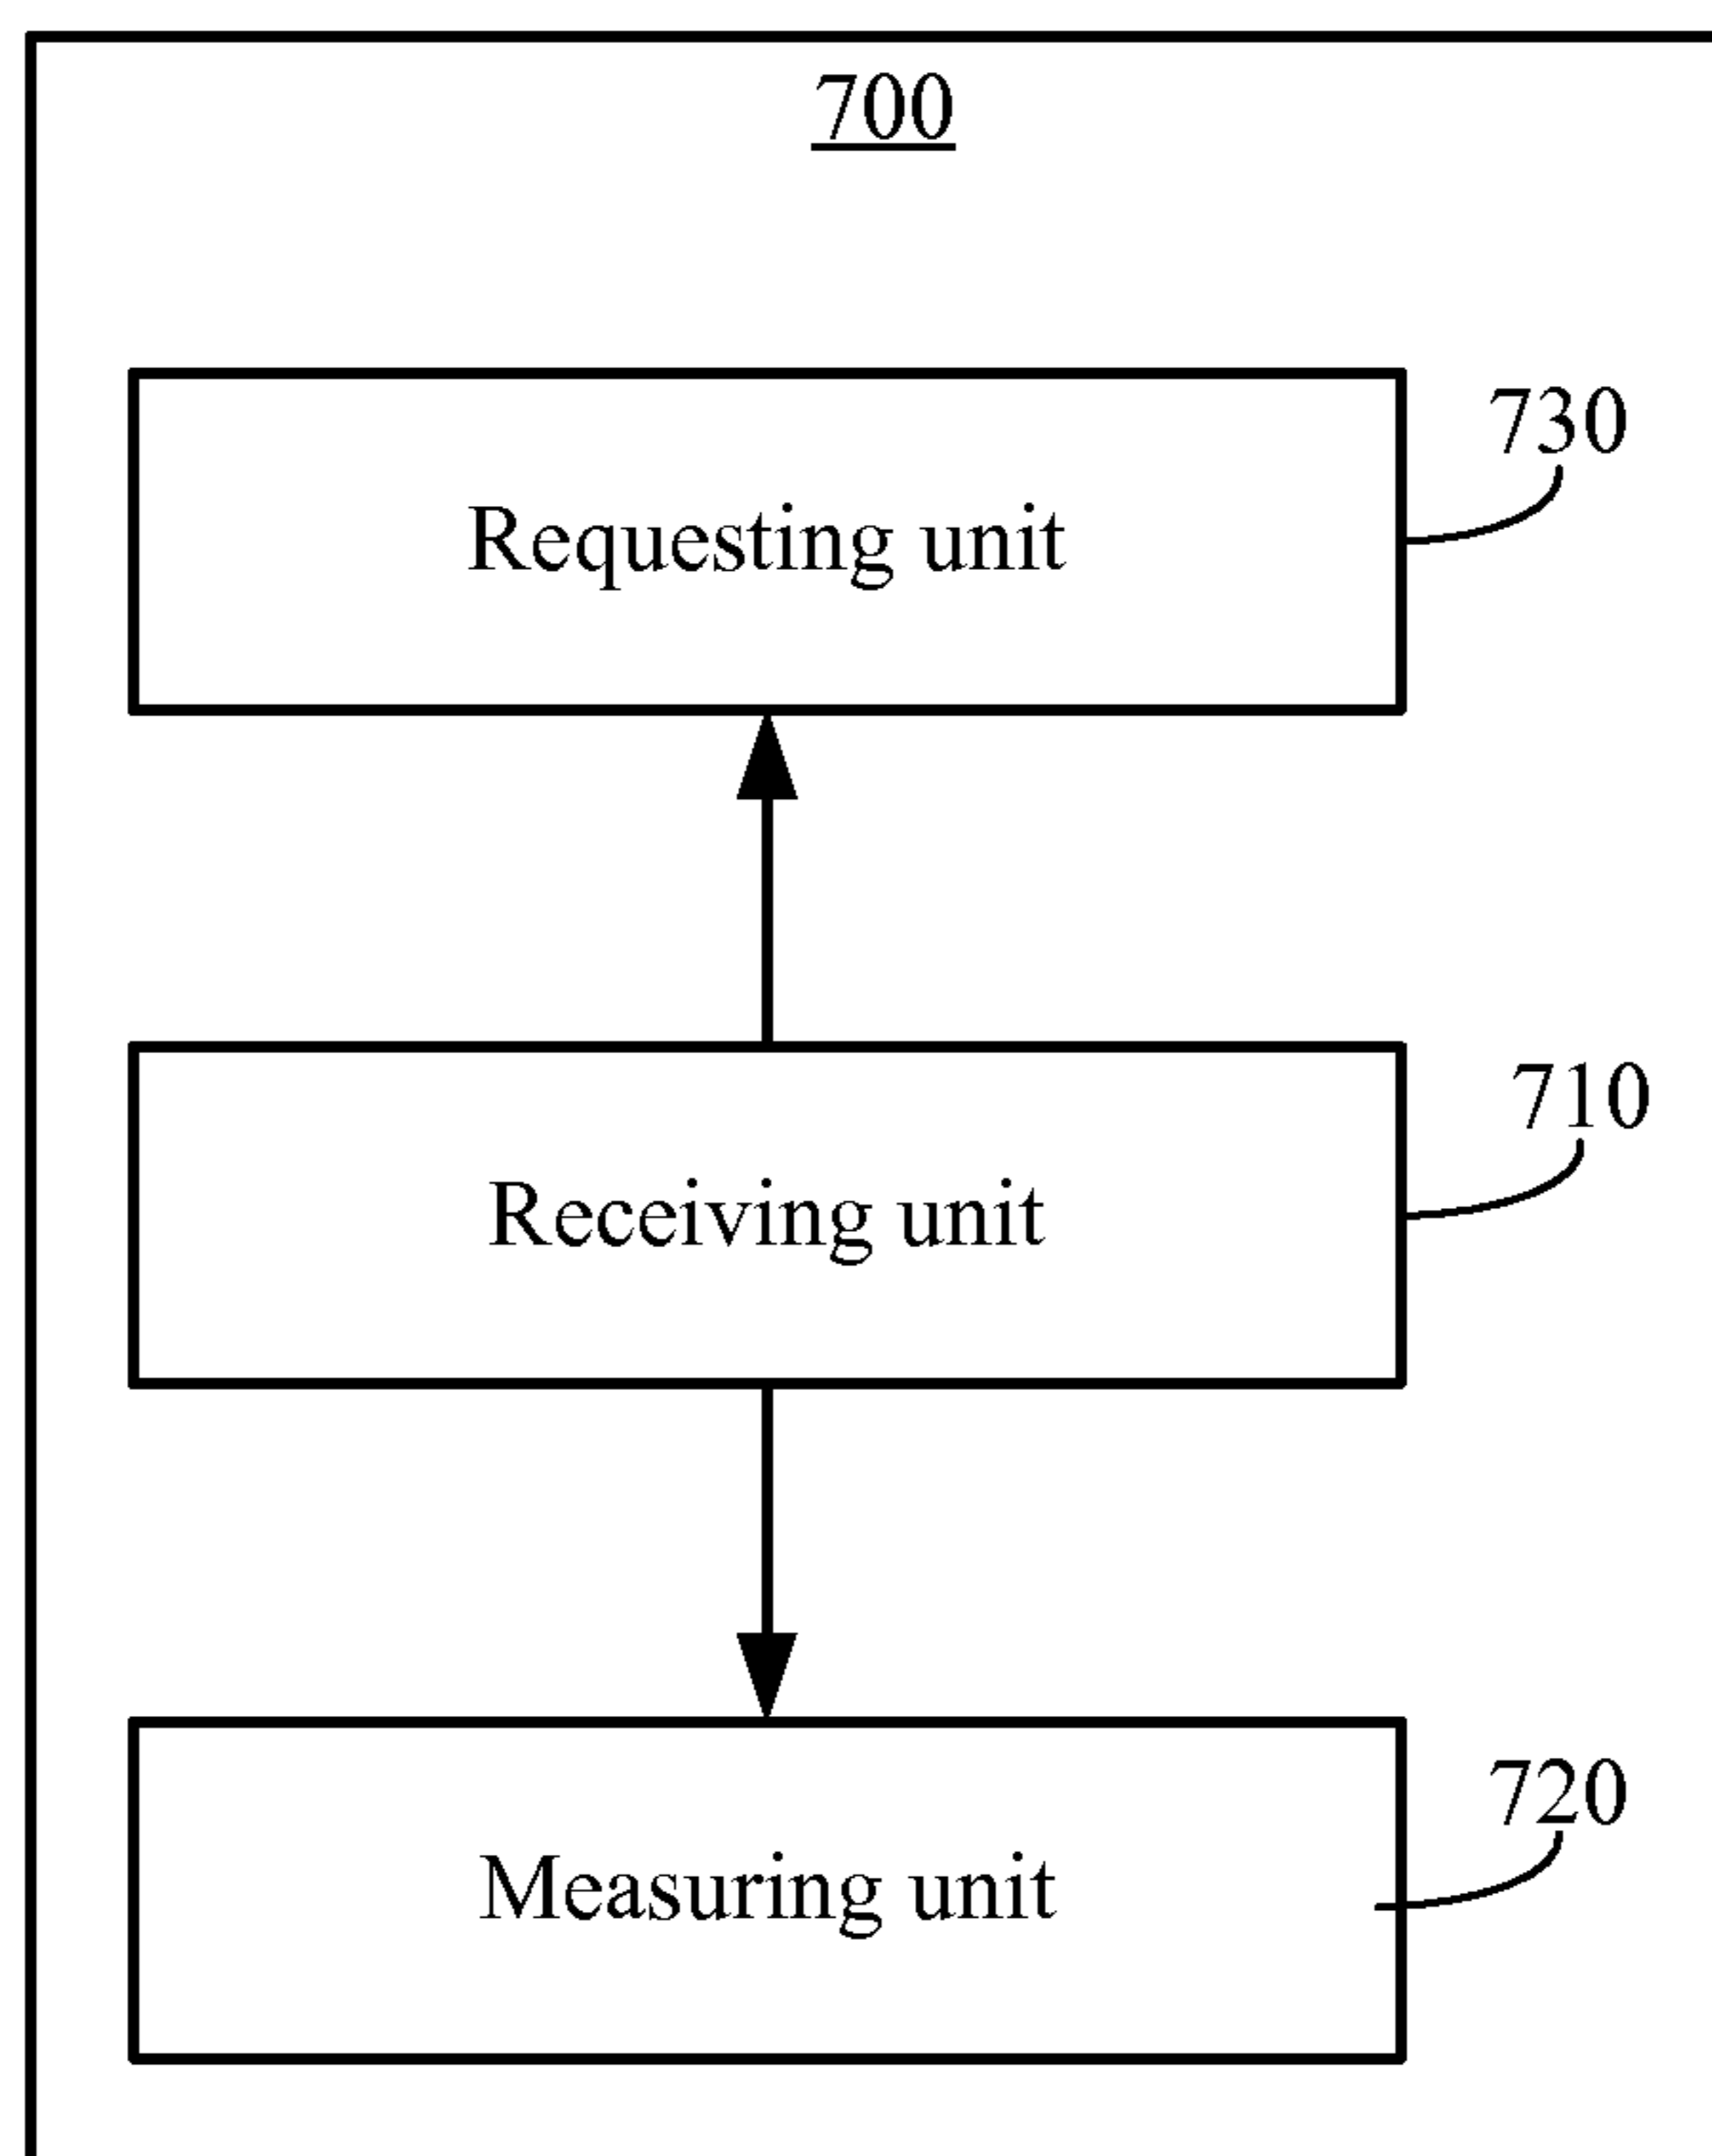 700
730
Requesting unit
710
Receiving unit
720
Measuring unit